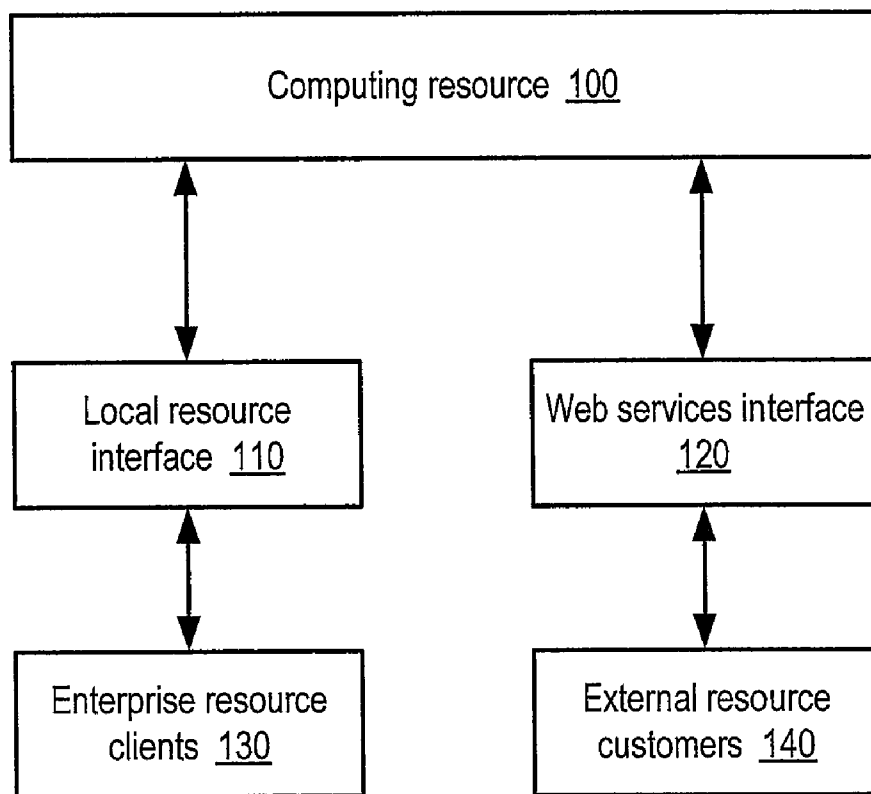 Computing resource 100
Local resource
interface 110
Web services interface
120
Enterprise resource
clients 130
External resource
customers 140